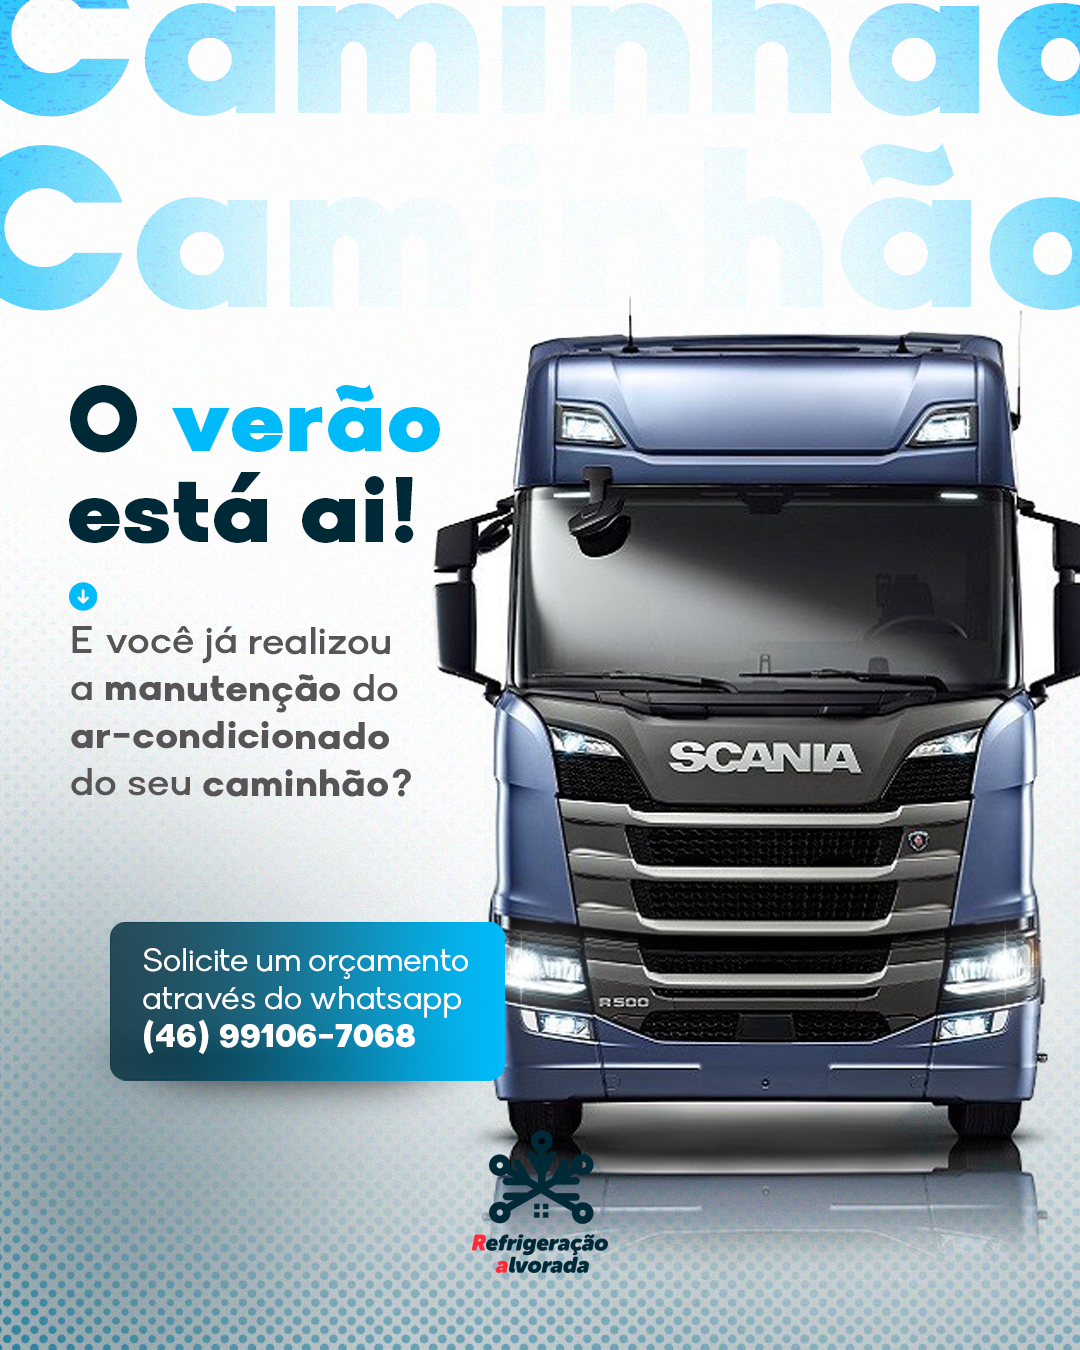 Caminhão
Caminhão
O verão
está ai!
E você já realizou
a manutenção do
ar-condicionado
do seu caminhão?
SCANIA
R500
Solicite um orçamento
através do whatsapp
(46) 99106-7068
Refrigeração
alvorada